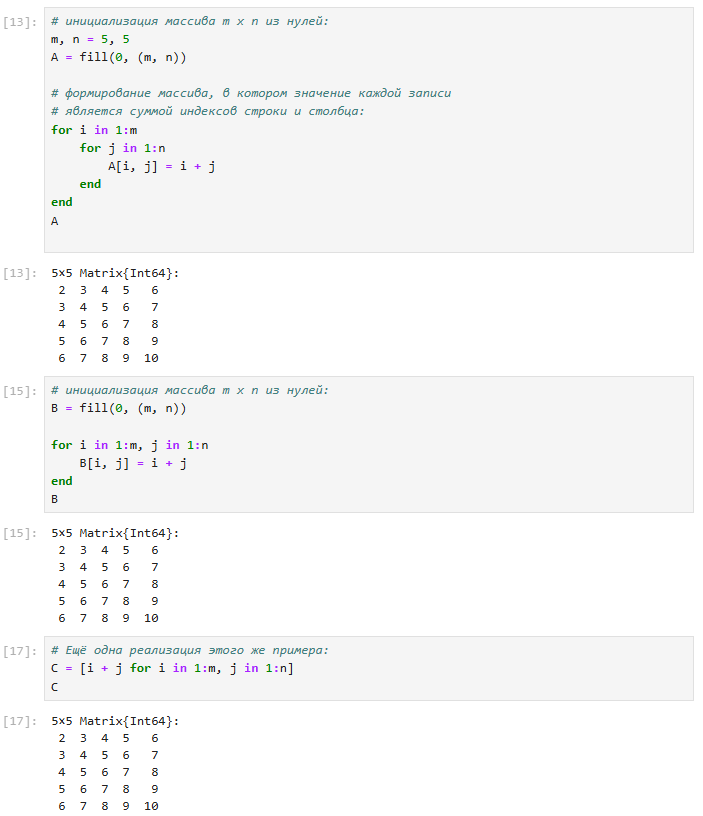 [13]:
# инициализация массива m x n из нулей:
m, n = 5, 5
A = fill(0, (m, n))
# формирование массива, в котором значение каждой записи
# является суммой индексов строки и столбца:
for i in 1:m
    for j in 1:n
        A[i, j] = i + j
    end
end
A
[13]:
5×5 Matrix{Int64}:
 2  3  4  5   6
 3  4  5  6   7
 4  5  6  7   8
 5  6  7  8   9
 6  7  8  9  10
[15]:
# инициализация массива m x n из нулей:
B = fill(0, (m, n))
for i in 1:m, j in 1:n
    B[i, j] = i + j
end
B
[15]:
5×5 Matrix{Int64}:
 2  3  4  5   6
 3  4  5  6   7
 4  5  6  7   8
 5  6  7  8   9
 6  7  8  9  10
[17]:
# Ещё одна реализация этого же примера:
C = [i + j for i in 1:m, j in 1:n]
C
[17]:
5×5 Matrix{Int64}:
 2  3  4  5   6
 3  4  5  6   7
 4  5  6  7   8
 5  6  7  8   9
 6  7  8  9  10